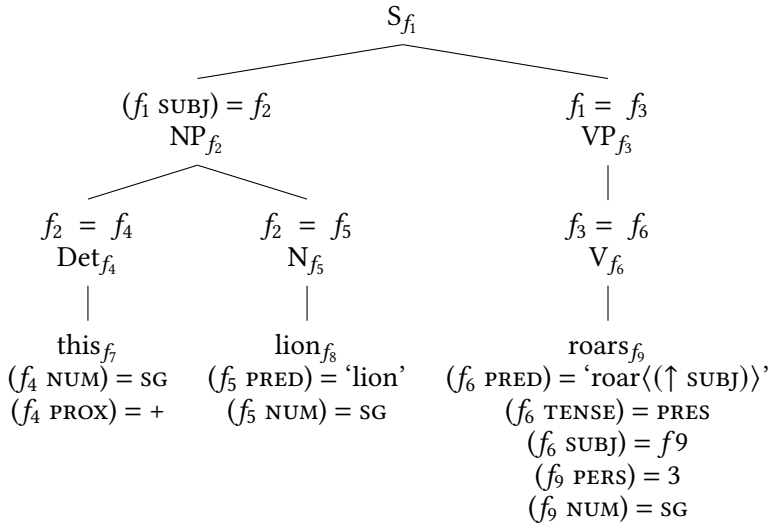 S_f₁
(f₁ SUBJ) = f₂ f₁ = f₃
NP_f₂ VP_f₃
f₂ = f₄ f₂ = f₅ f₃ = f₆
Det_f₄ N_f₅ V_f₆
this_f₇ lion_f₈ roars_f₉
(f₄ NUM) = SG (f₅ PRED) = ‘lion’ (f₆ PRED) = ‘roar⟨(↑ SUBJ)⟩’
(f₄ PROX) = + (f₅ NUM) = SG (f₆ TENSE) = PRES
(f₆ SUBJ) = f9
(f₉ PERS) = 3
(f₉ NUM) = SG